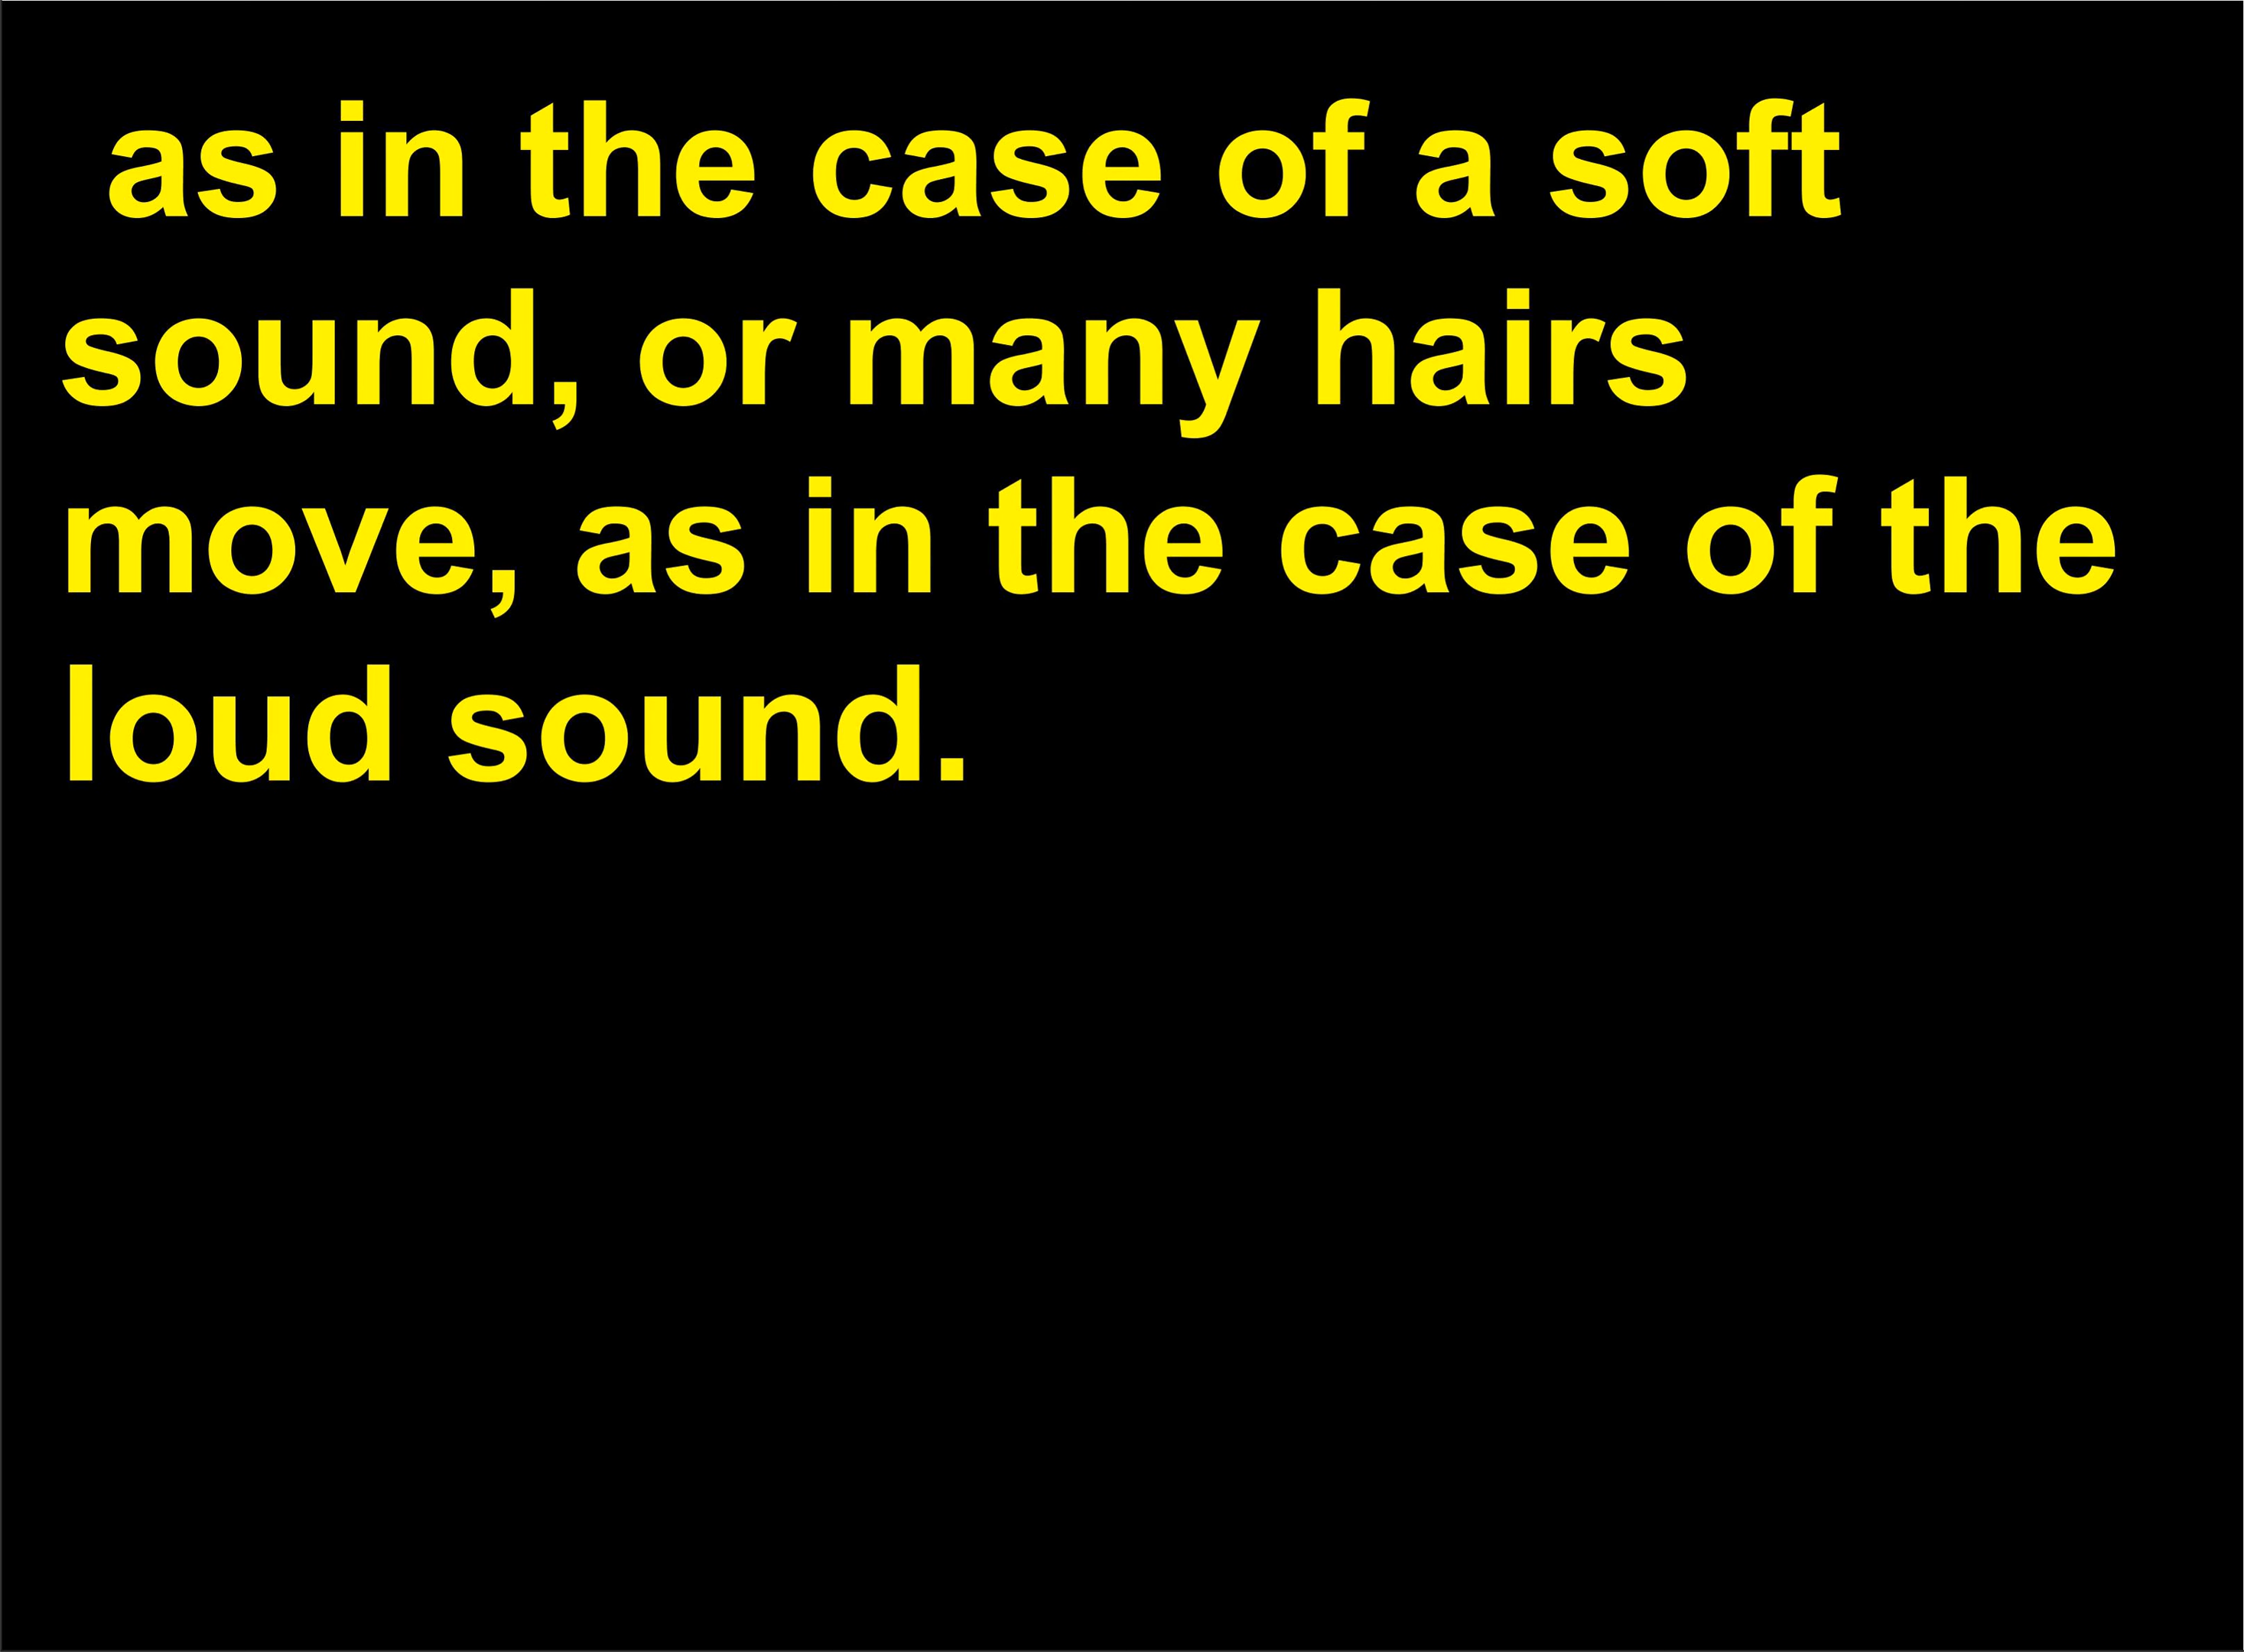 as in the case of a soft
sound, or many hairs
move, as in the case of the
loud sound.